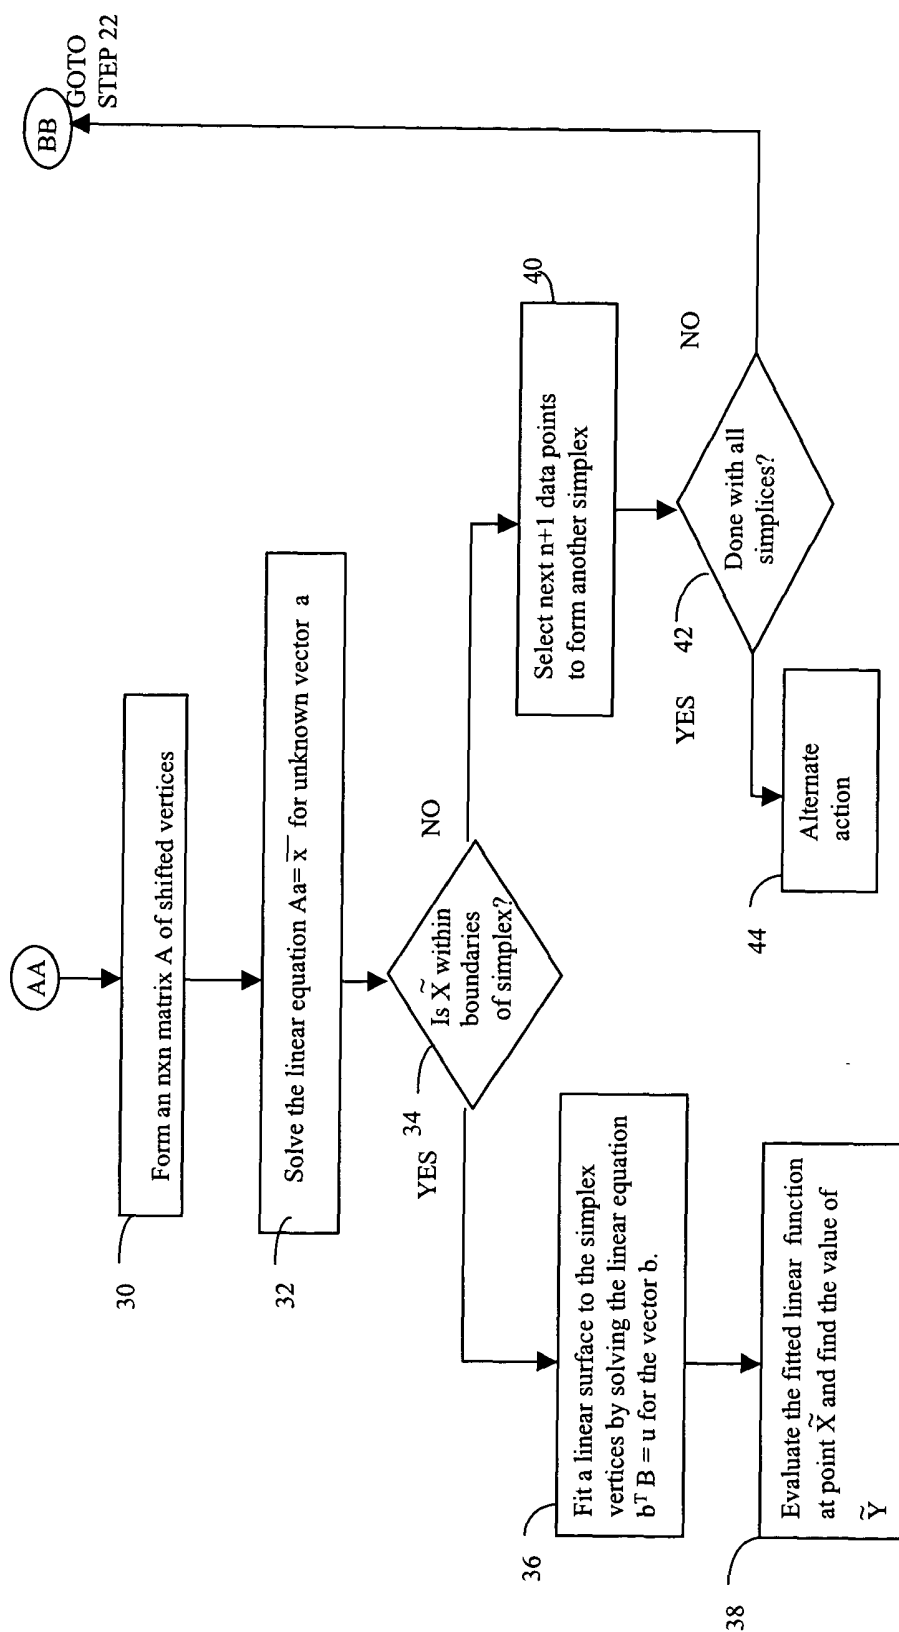 AA
BB
GOTO
STEP 22
Form an nxn matrix A of shifted vertices
30
Solve the linear equation Aa= x̄ for unknown vector a
32
Is X̃ within
boundaries
of simplex?
34
YES
NO
Select next n+1 data points
to form another simplex
40
Fit a linear surface to the simplex
vertices by solving the linear equation
bᵀ B = u for the vector b.
36
Done with all
simplices?
42
YES
NO
Evaluate the fitted linear function
at point X̃ and find the value of
Ỹ
38
Alternate
action
44